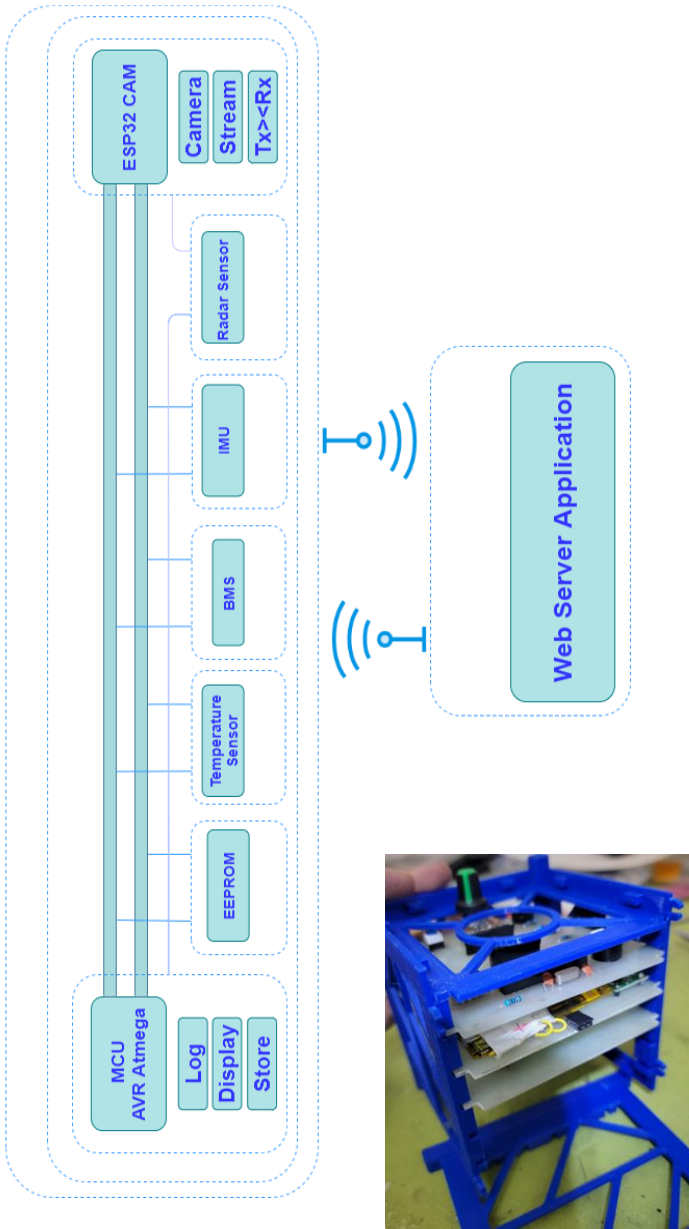 MCU
AVR Atmega
Log
Display
Store
EEPROM
Temperature
Sensor
BMS
IMU
Radar Sensor
ESP32 CAM
Camera
Stream
Tx><Rx
Web Server Application